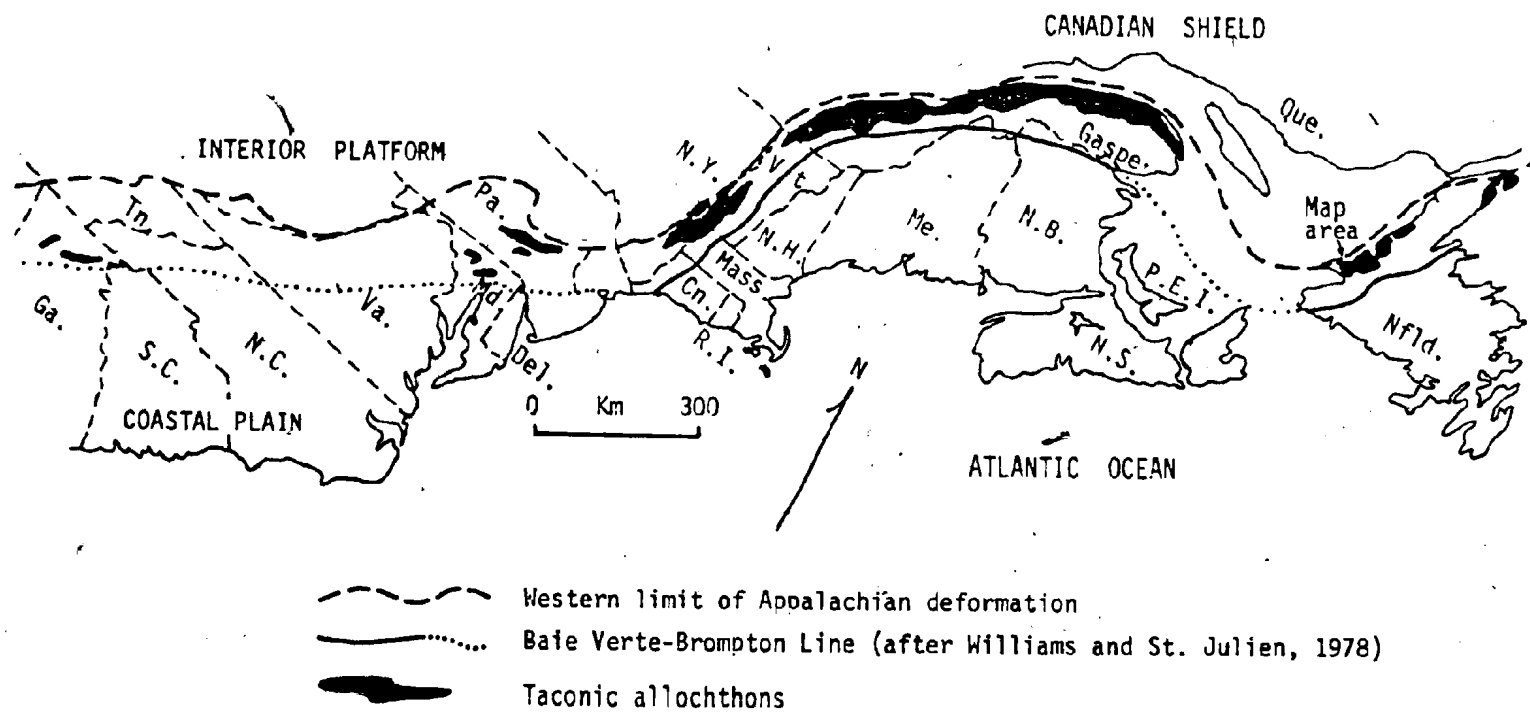 CANADIAN SHIELD
Que.
INTERIOR PLATFORM
N.Y.
V
t
Gaspe.
Pa.
Tn.
Map
area
N.H.
Me.
N.B.
Mass
P.E.I.
Md
Cn.
Ga.
Va.
Nfld.
S.C.
N.C.
Del.
R.I.
N.S.
N
0 Km 300
COASTAL PLAIN
ATLANTIC OCEAN
Western limit of Appalachian deformation
Baie Verte-Brompton Line (after Williams and St. Julien, 1978)
Taconic allochthons